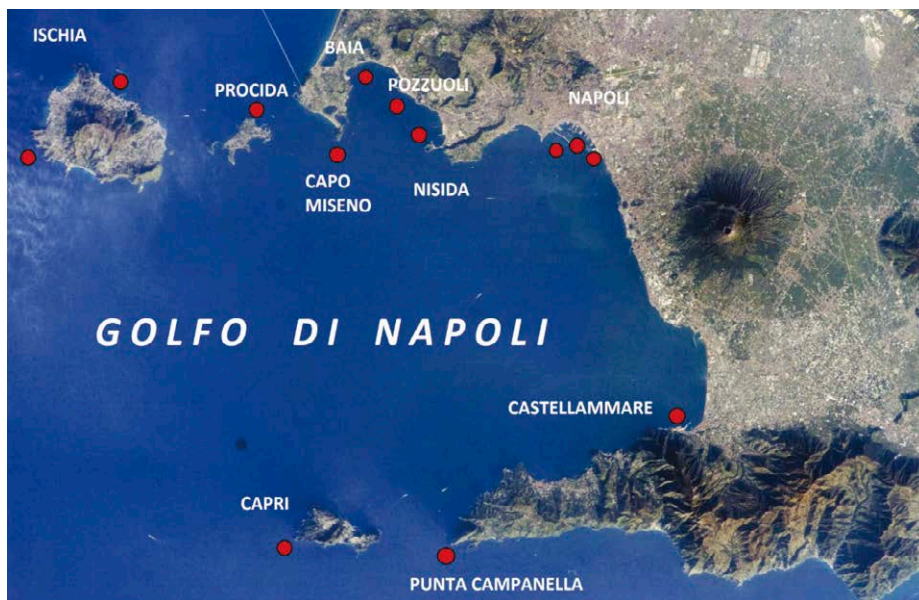 ISCHIA
BAIA
PROCIDA
POZZUOLI
NAPOLI
CAPO
MISENO
NISIDA
GOLFO DI NAPOLI
CASTELLAMMARE
CAPRI
PUNTA CAMPANELLA